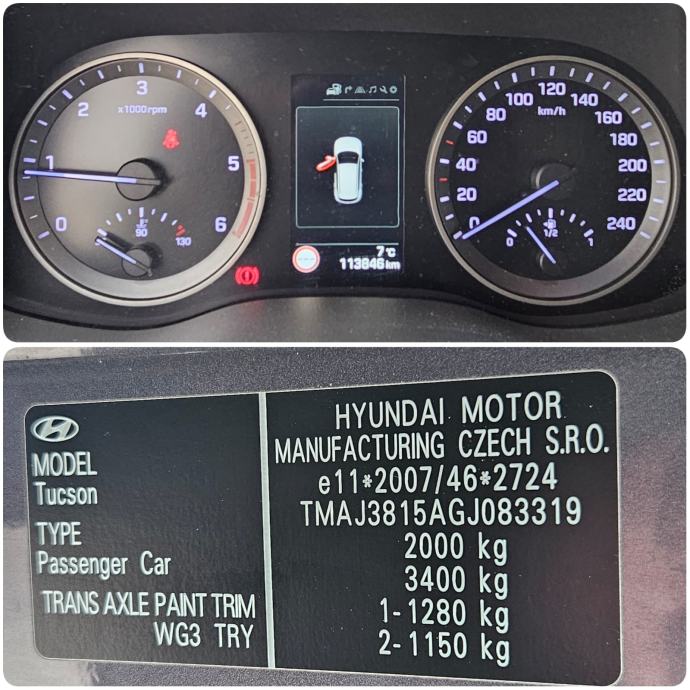 0
1
2
3
4
5
6
x1000rpm
90
130
7°C
113846 km
0
20
40
60
80
100
120
140
160
180
200
220
240
km/h
0
1/2
1
MODEL
Tucson
TYPE
Passenger Car
TRANS AXLE PAINT TRIM
WG3 TRY
HYUNDAI MOTOR
MANUFACTURING CZECH S.R.O.
e11*2007/46*2724
TMAJ3815AGJ083319
2000 kg
3400 kg
1-1280 kg
2-1150 kg